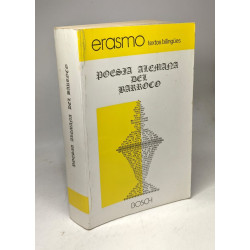 erasmo textos bilingües
POESIA ALEMANA
DEL
BARROCO
BOSCH
POESIA ALEMANA DEL BARROCO